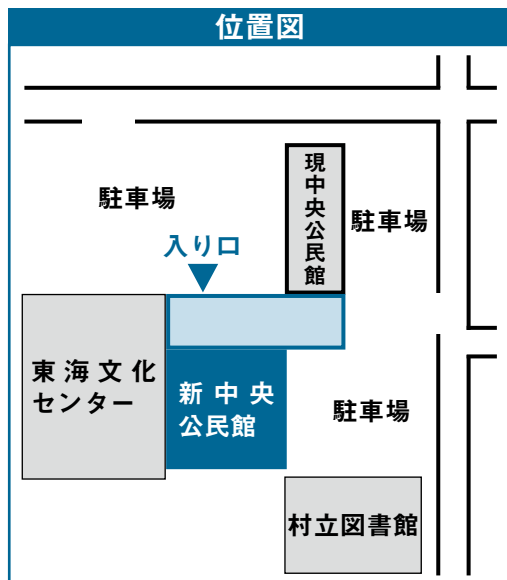 位置図
現中央公民館
駐車場
駐車場
入り口
東海文化
センター
新中央
公民館
駐車場
村立図書館